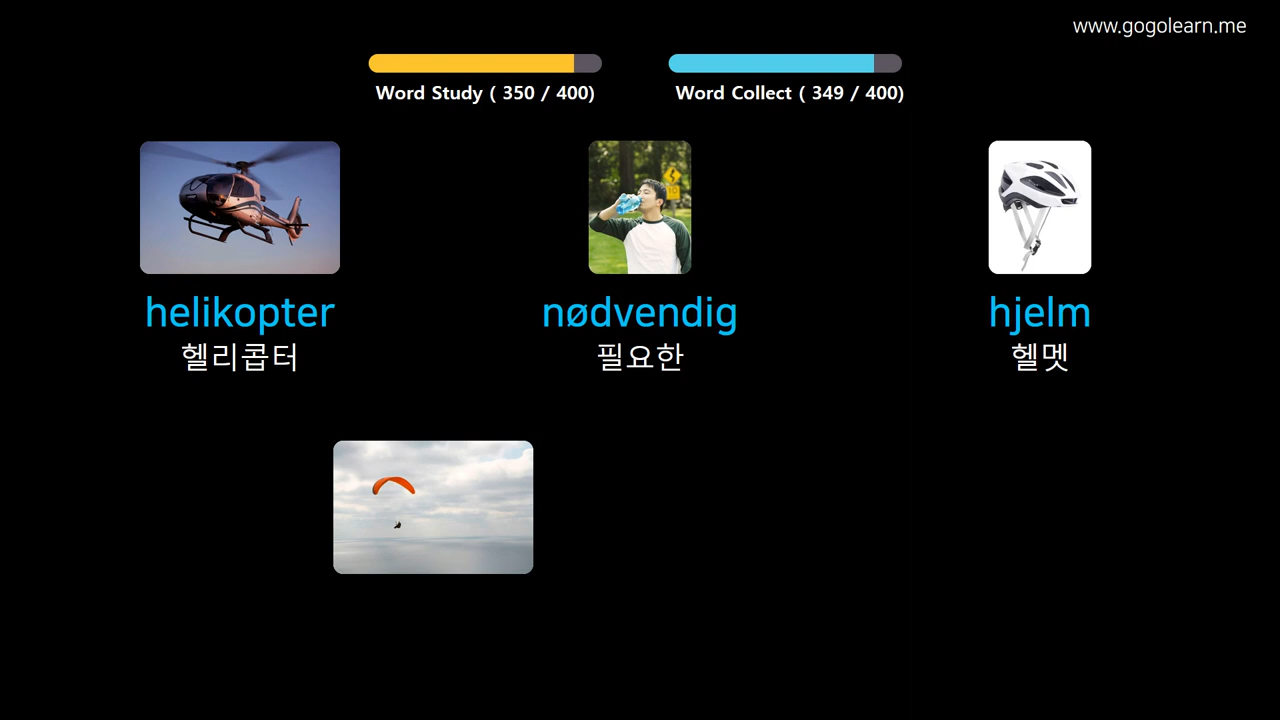 www.gogolearn.me
Word Study ( 350 / 400)
Word Collect ( 349 / 400)
helikopter
헬리콥터
nødvendig
필요한
hjelm
헬멧